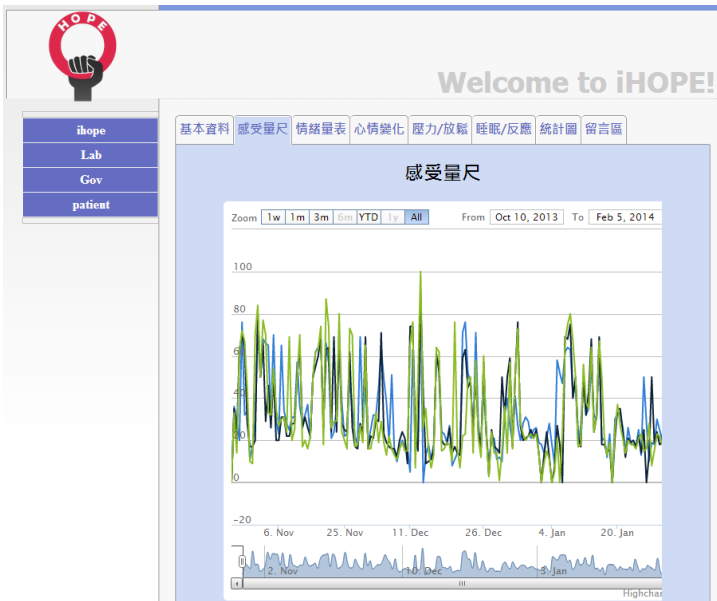 HOPE
Welcome to iHOPE!
ihope
Lab
Gov
patient
基本資料 感受量尺 情緒量表 心情變化 壓力/放鬆 睡眠/反應 統計圖 留言區
感受量尺
Zoom 1w 1m 3m 6m YTD 1y All From Oct 10, 2013 To Feb 5, 2014
100
80
60
40
20
0
-20
6. Nov 25. Nov 11. Dec 26. Dec 4. Jan 20. Jan
2. Nov 10. Dec 3. Jan
Highchar